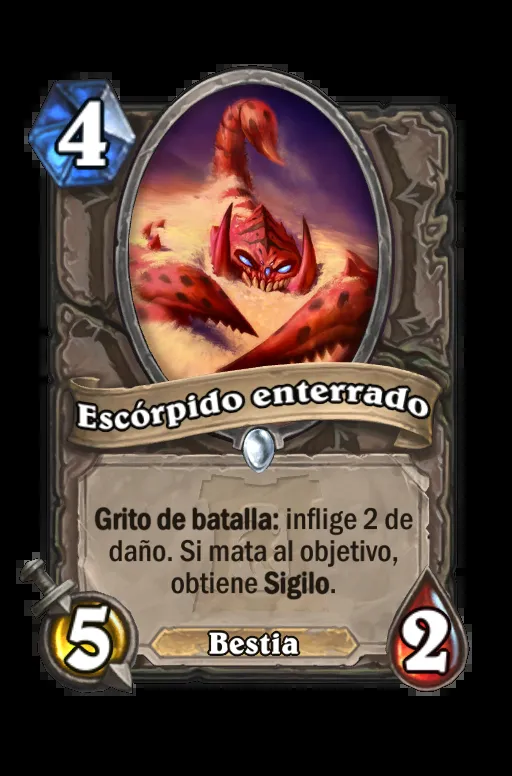 4
Escórpido enterrado
Grito de batalla: inflige 2 de
daño. Si mata al objetivo,
obtiene Sigilo.
5
Bestia
2